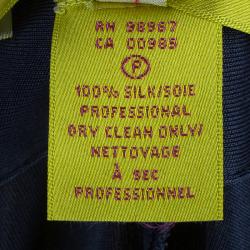 RN 98987
CA 00985
P
100% SILK/SOIE
PROFESSIONAL
DRY CLEAN ONLY/
NETTOYAGE
À SEC
PROFESSIONNEL